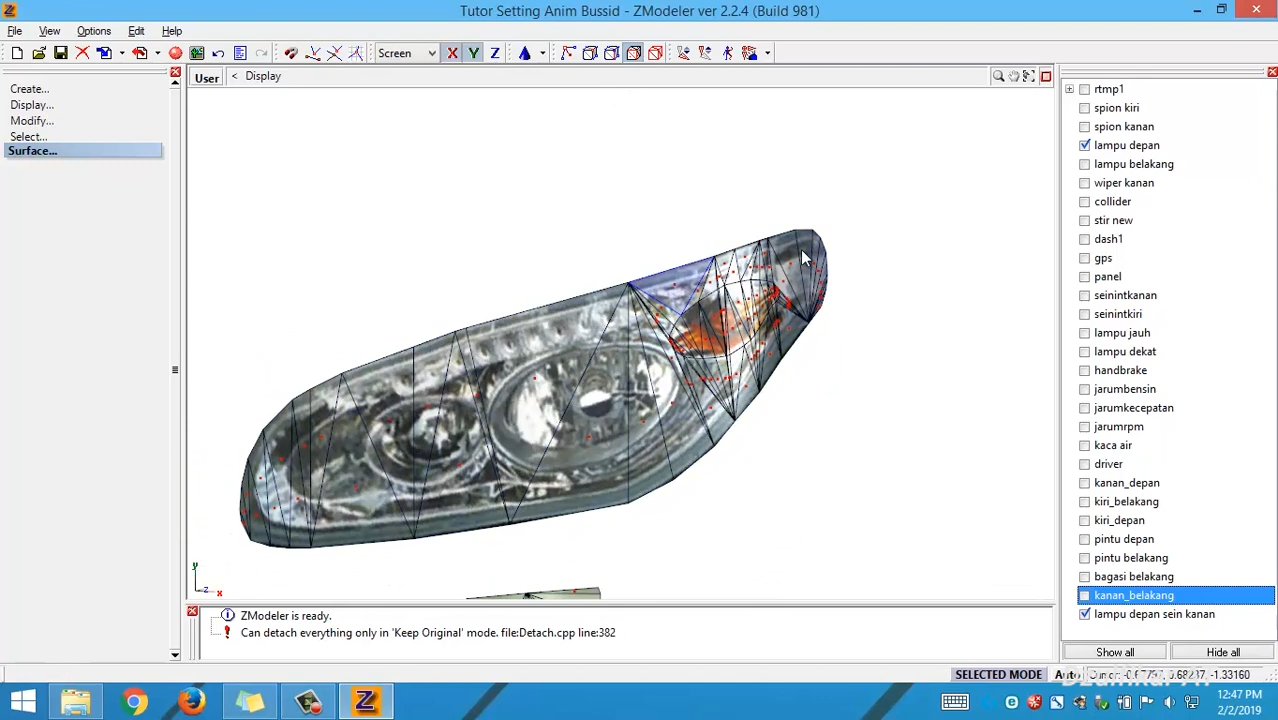 Tutor Setting Anim Bussid - ZModeler ver 2.2.4 (Build 981)
File View Options Edit Help
Screen X Y Z
User < Display
Create...
Display...
Modify...
Select...
Surface...
rtmp1
spion kiri
spion kanan
lampu depan
lampu belakang
wiper kanan
collider
stir new
dash1
gps
panel
seinintkanan
seinintkiri
lampu jauh
lampu dekat
handbrake
jarumbensin
jarumkecepatan
jarumrpm
kaca air
driver
kanan_depan
kiri_belakang
kiri_depan
pintu depan
pintu belakang
bagasi belakang
kanan_belakang
lampu depan sein kanan
Show all Hide all
y
z x
ZModeler is ready.
Can detach everything only in 'Keep Original' mode. file:Detach.cpp line:382
SELECTED MODE Auto
12:47 PM
2/2/2019